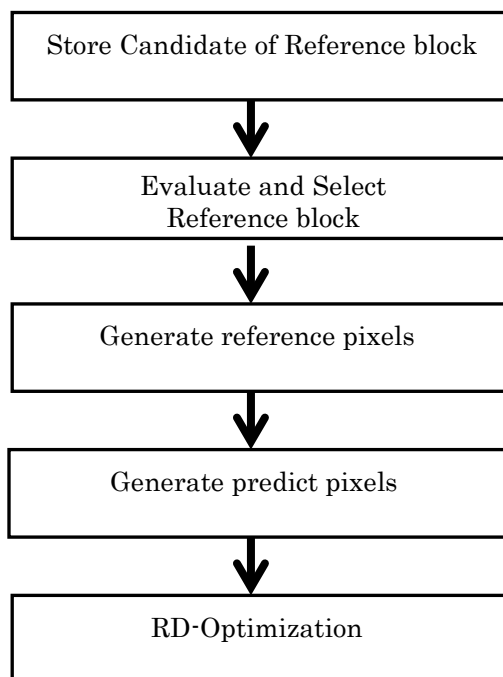 Store Candidate of Reference block
Evaluate and Select
Reference block
Generate reference pixels
Generate predict pixels
RD-Optimization